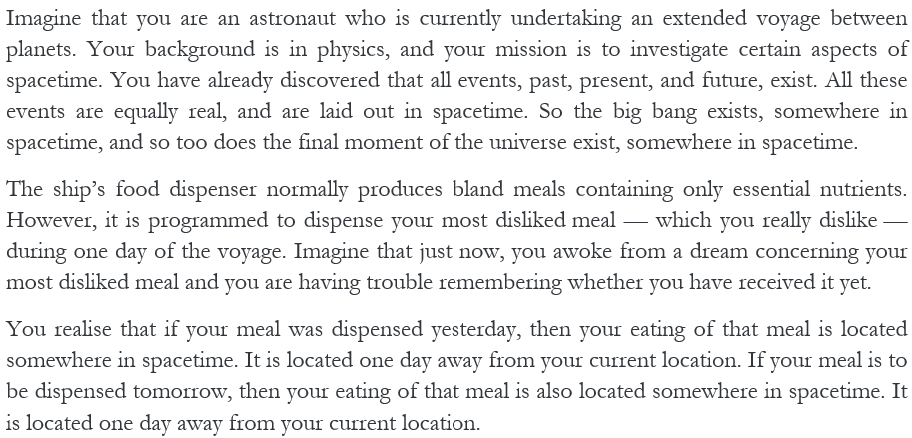 Imagine that you are an astronaut who is currently undertaking an extended voyage between
planets. Your background is in physics, and your mission is to investigate certain aspects of
spacetime. You have already discovered that all events, past, present, and future, exist. All these
events are equally real, and are laid out in spacetime. So the big bang exists, somewhere in
spacetime, and so too does the final moment of the universe exist, somewhere in spacetime.
The ship’s food dispenser normally produces bland meals containing only essential nutrients.
However, it is programmed to dispense your most disliked meal — which you really dislike —
during one day of the voyage. Imagine that just now, you awoke from a dream concerning your
most disliked meal and you are having trouble remembering whether you have received it yet.
You realise that if your meal was dispensed yesterday, then your eating of that meal is located
somewhere in spacetime. It is located one day away from your current location. If your meal is to
be dispensed tomorrow, then your eating of that meal is also located somewhere in spacetime. It
is located one day away from your current location.